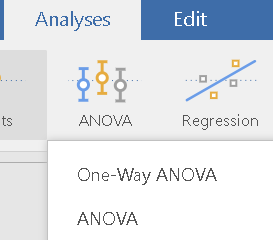 Analyses Edit
ts ANOVA Regression
One-Way ANOVA
ANOVA